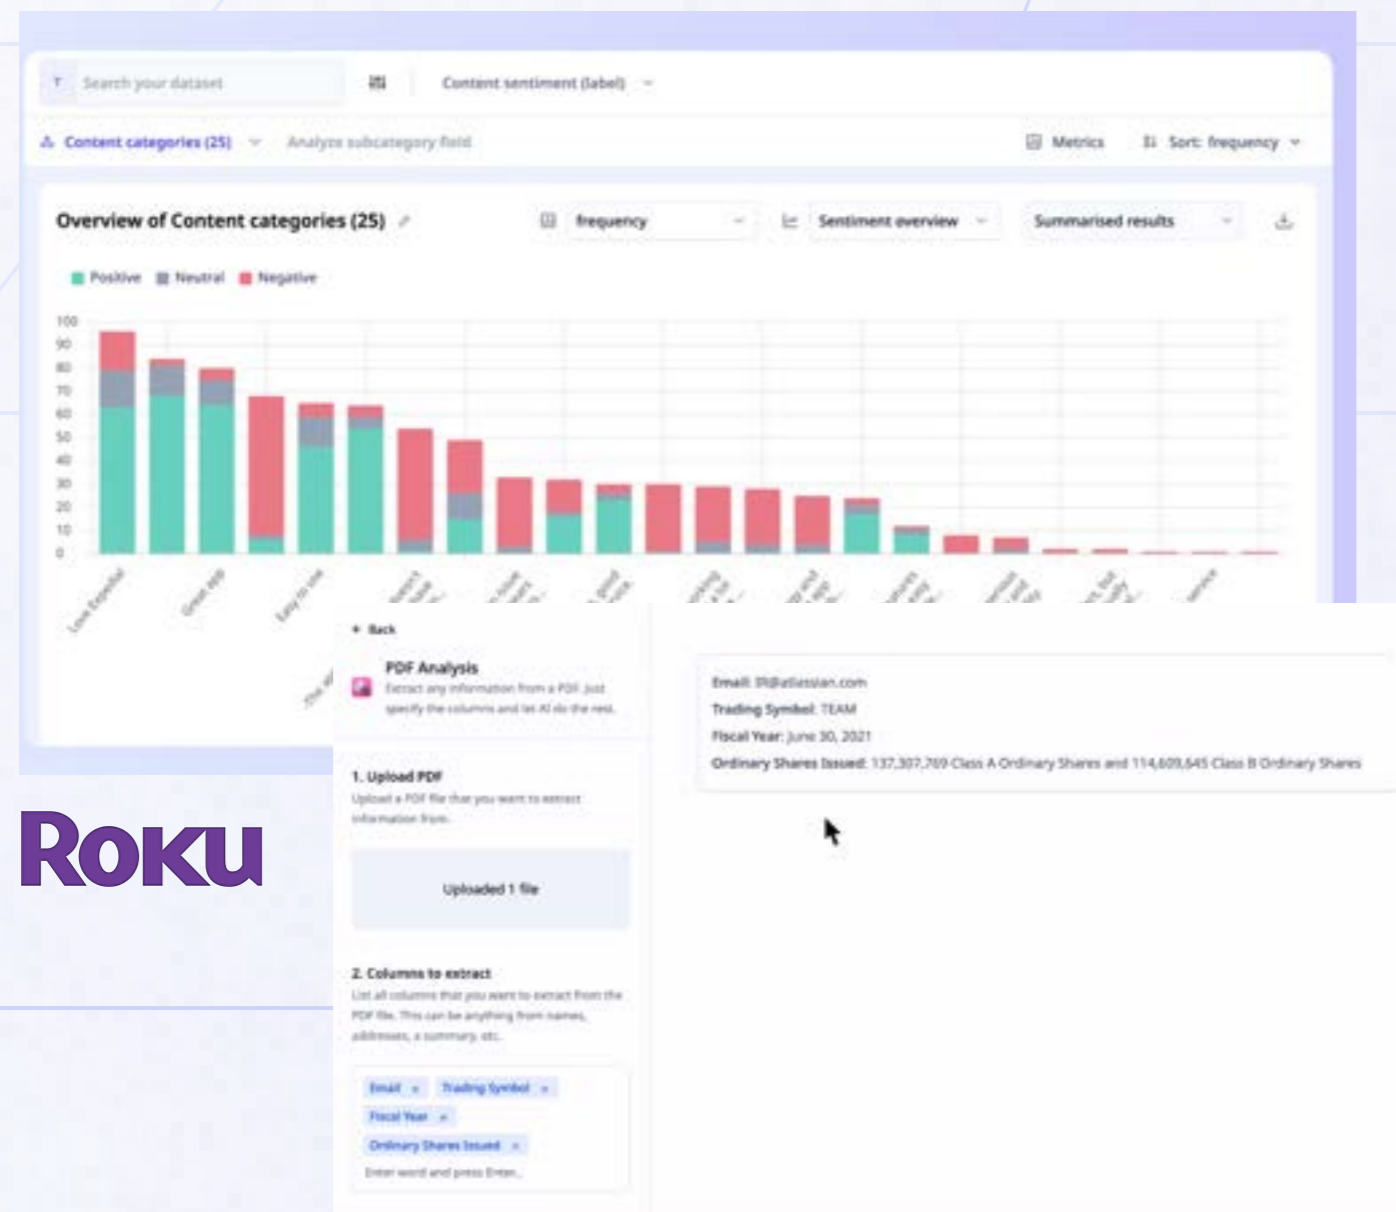 Search your dataset
Content sentiment (label)
Content categories (25)
Analyze subcategory field
Metrics
Sort: frequency
Overview of Content categories (25)
frequency
Sentiment overview
Summarised results
Positive
Neutral
Negative
100
90
80
70
60
50
40
30
20
10
0
Love Expedia!
Great app
Easy to use
service
Back
PDF Analysis
Extract any information from a PDF. Just
specify the columns and let AI do the rest.
1. Upload PDF
Upload a PDF file that you want to extract
information from.
Uploaded 1 file
2. Columns to extract
List all columns that you want to extract from the
PDF file. This can be anything from names,
addresses, a summary, etc.
Email ×
Trading Symbol ×
Fiscal Year ×
Ordinary Shares Issued ×
Enter word and press Enter..
Email: IR@atlassian.com
Trading Symbol: TEAM
Fiscal Year: June 30, 2021
Ordinary Shares Issued: 137,307,769 Class A Ordinary Shares and 114,609,645 Class B Ordinary Shares
Roku